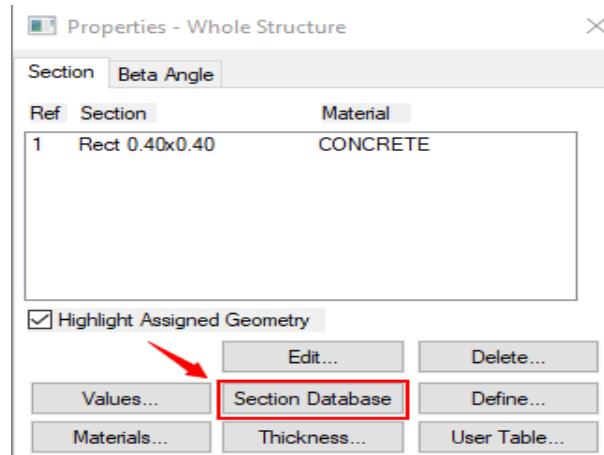 Properties - Whole Structure
Section Beta Angle
Ref Section Material
1 Rect 0.40x0.40 CONCRETE
Highlight Assigned Geometry
Edit... Delete...
Values... Section Database Define...
Materials... Thickness... User Table...